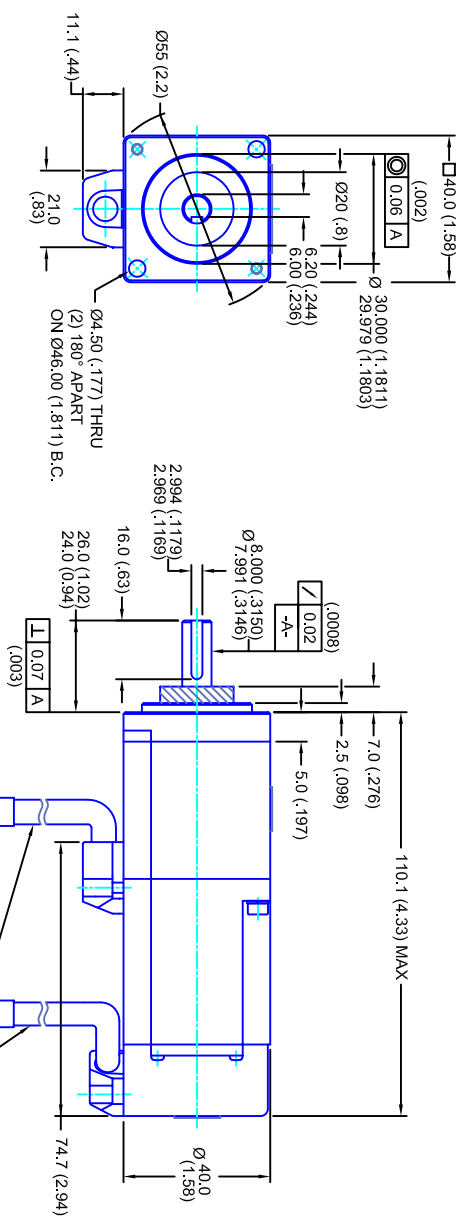 □40.0 (1.58)
(.002)
◎ 0.06 A
Ø 30.000 (1.1811)
29.979 (1.1803)
Ø20 (.8)
6.20 (.244)
6.00 (.236)
Ø55 (2.2)
11.1 (.44)
21.0
(.83)
Ø4.50 (.177) THRU
(2) 180° APART
ON Ø46.00 (1.811) B.C.
110.1 (4.33) MAX
7.0 (.276)
2.5 (.098)
5.0 (.197)
(.0008)
⌰ 0.02
-A-
Ø 8.000 (.3150)
7.991 (.3146)
2.994 (.1179)
2.969 (.1169)
16.0 (.63)
26.0 (1.02)
24.0 (0.94)
⊥ 0.07 A
(.003)
74.7 (2.94)
Ø 40.0
(1.58)